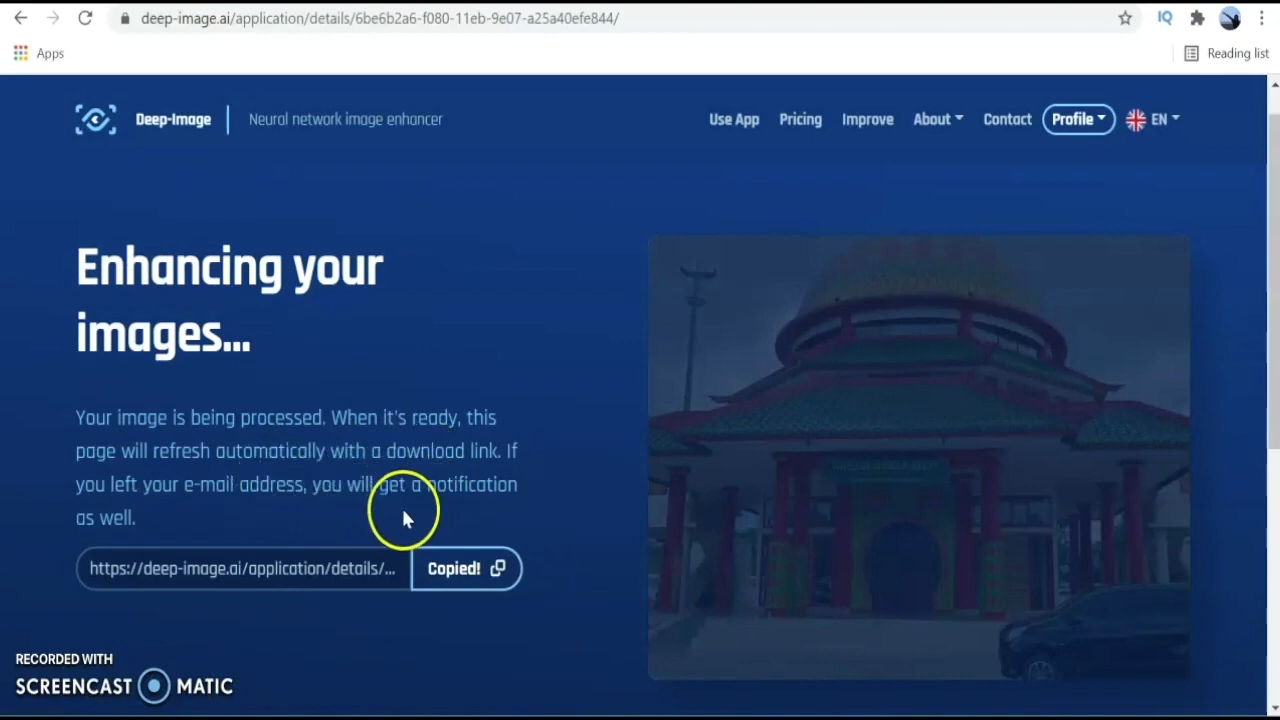 deep-image.ai/application/details/6be6b2a6-f080-11eb-9e07-a25a40efe844/
IQ
Apps
Reading list
Deep-Image
Neural network image enhancer
Use App
Pricing
Improve
About
Contact
Profile
EN
Enhancing your
images...
Your image is being processed. When it's ready, this
page will refresh automatically with a download link. If
you left your e-mail address, you will get a notification
as well.
https://deep-image.ai/application/details/...
Copied!
RECORDED WITH
SCREENCAST MATIC